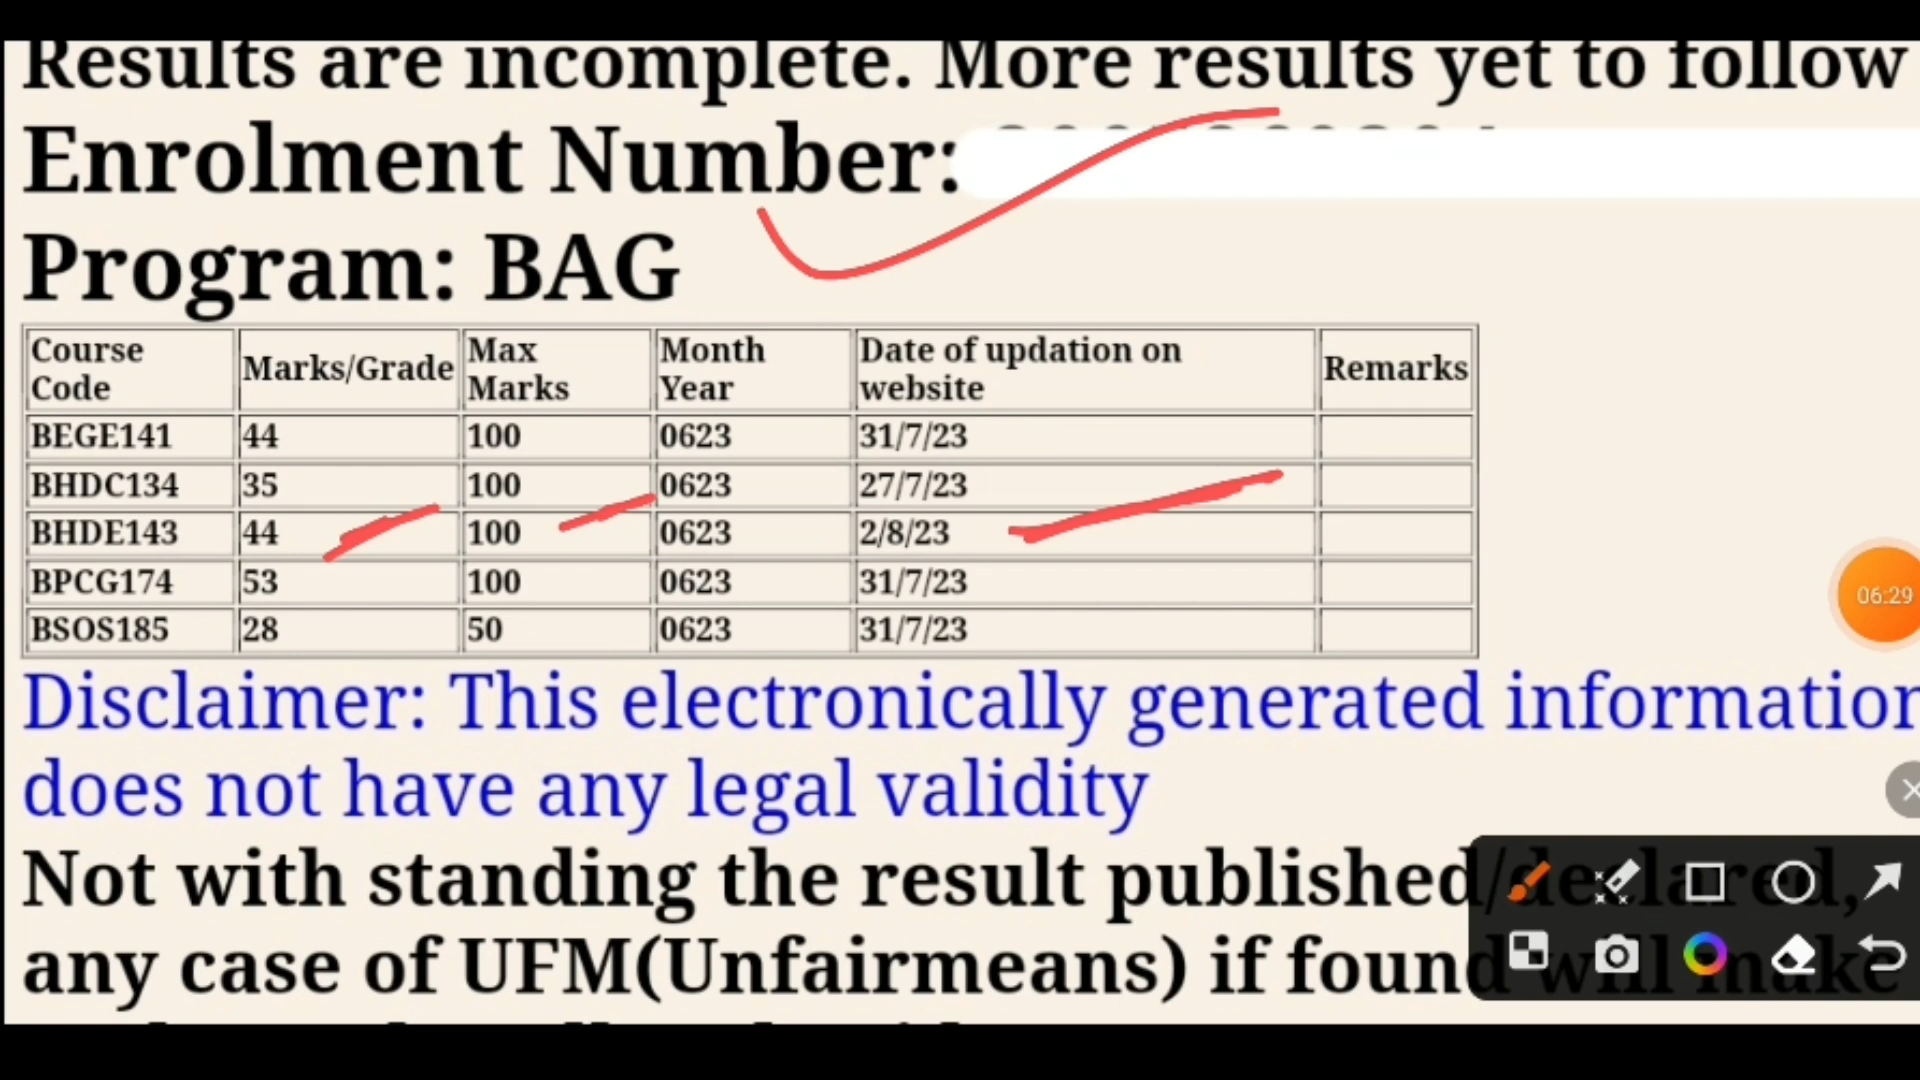 Results are incomplete. More results yet to follow
Enrolment Number:
Program: BAG
Course Code Marks/Grade Max Marks Month Year Date of updation on website Remarks
BEGE141 44 100 0623 31/7/23
BHDC134 35 100 0623 27/7/23
BHDE143 44 100 0623 2/8/23
BPCG174 53 100 0623 31/7/23
BSOS185 28 50 0623 31/7/23
06:29
Disclaimer: This electronically generated information
does not have any legal validity
Not with standing the result published/declared,
any case of UFM(Unfairmeans) if found will make